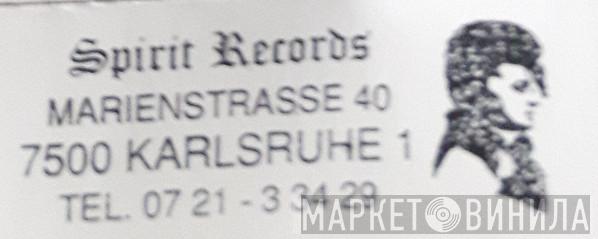 Spirit Records
MARIENSTRASSE 40
7500 KARLSRUHE 1
TEL. 07 21 - 3 34 29
МАРКЕТ ВИНИЛА